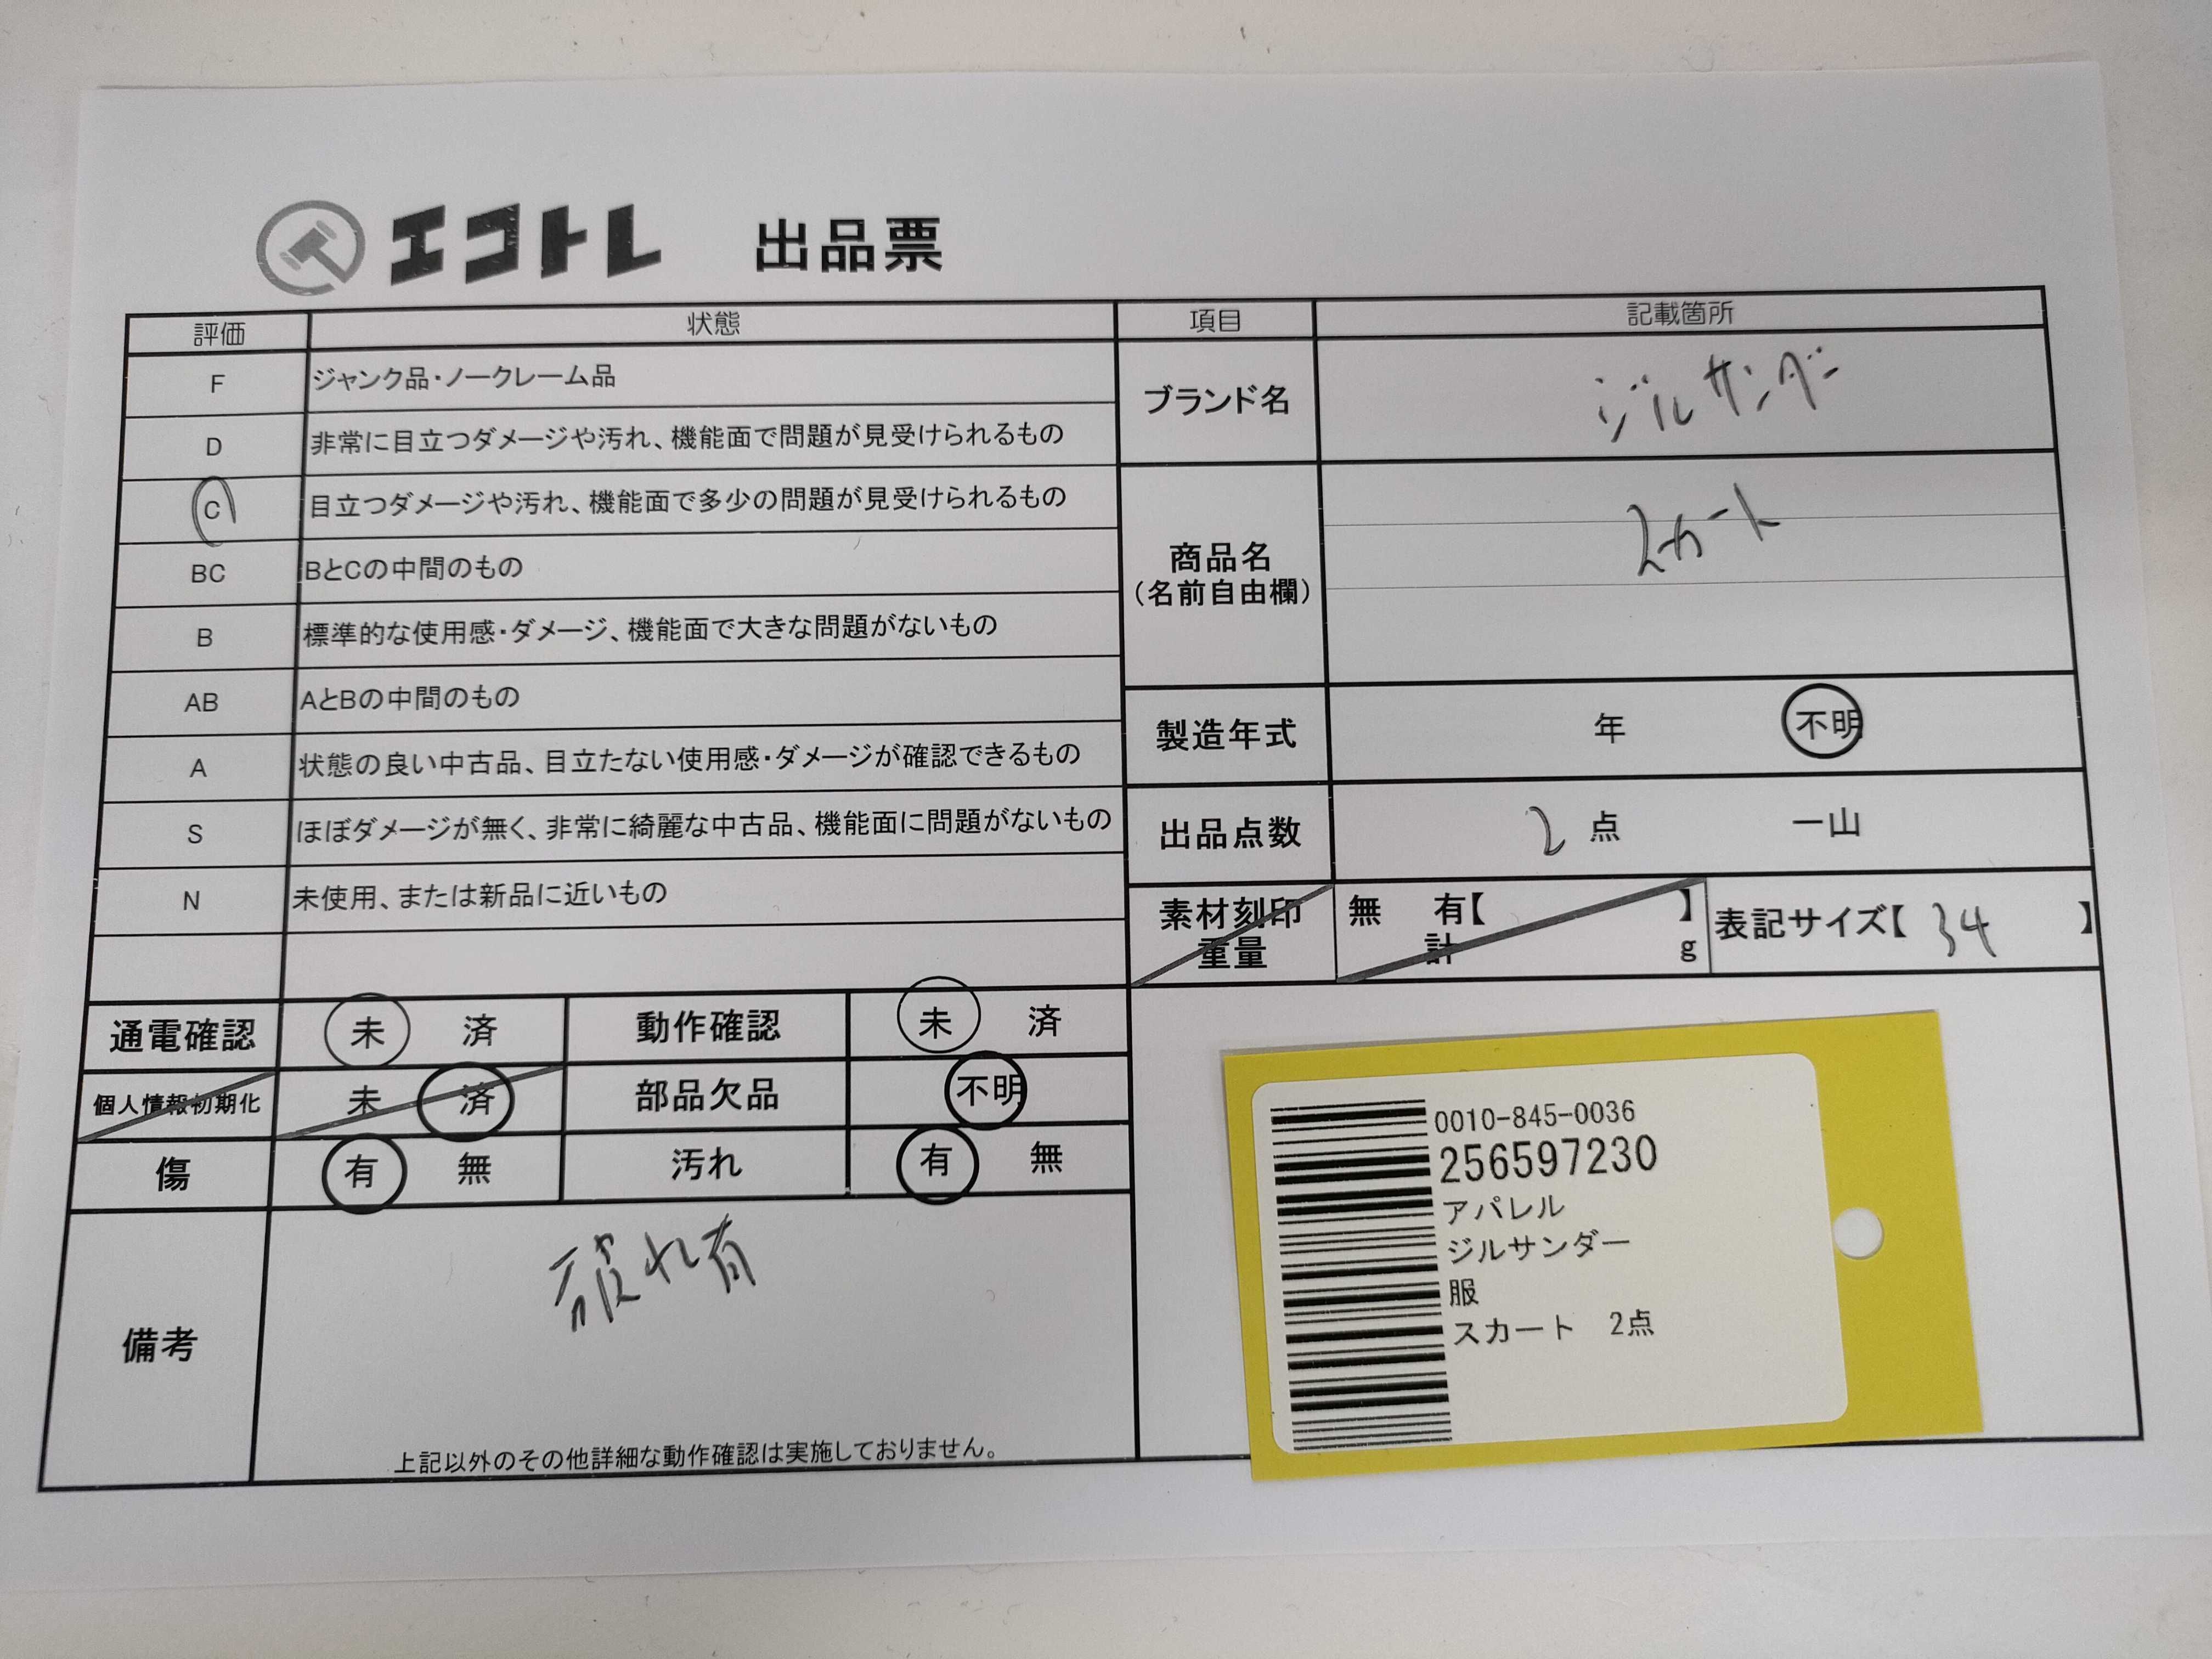 エコトレ 出品票
評価 状態 項目 記載箇所
F ジャンク品・ノークレーム品
D 非常に目立つダメージや汚れ、機能面で問題が見受けられるもの
C 目立つダメージや汚れ、機能面で多少の問題が見受けられるもの
BC BとCの中間のもの
B 標準的な使用感・ダメージ、機能面で大きな問題がないもの
AB AとBの中間のもの
A 状態の良い中古品、目立たない使用感・ダメージが確認できるもの
S ほぼダメージが無く、非常に綺麗な中古品、機能面に問題がないもの
N 未使用、または新品に近いもの
ブランド名 ジルサンダー
商品名 スカート
(名前自由欄)
製造年式 年 不明
出品点数 2 点 一山
素材刻印 無 有【 】 表記サイズ【 34 】
重量 計 g
通電確認 未 済 動作確認 未 済
個人情報初期化 未 済 部品欠品 不明
傷 有 無 汚れ 有 無
備考 破れ有
上記以外のその他詳細な動作確認は実施しておりません。
0010-845-0036
256597230
アパレル
ジルサンダー
服
スカート 2点